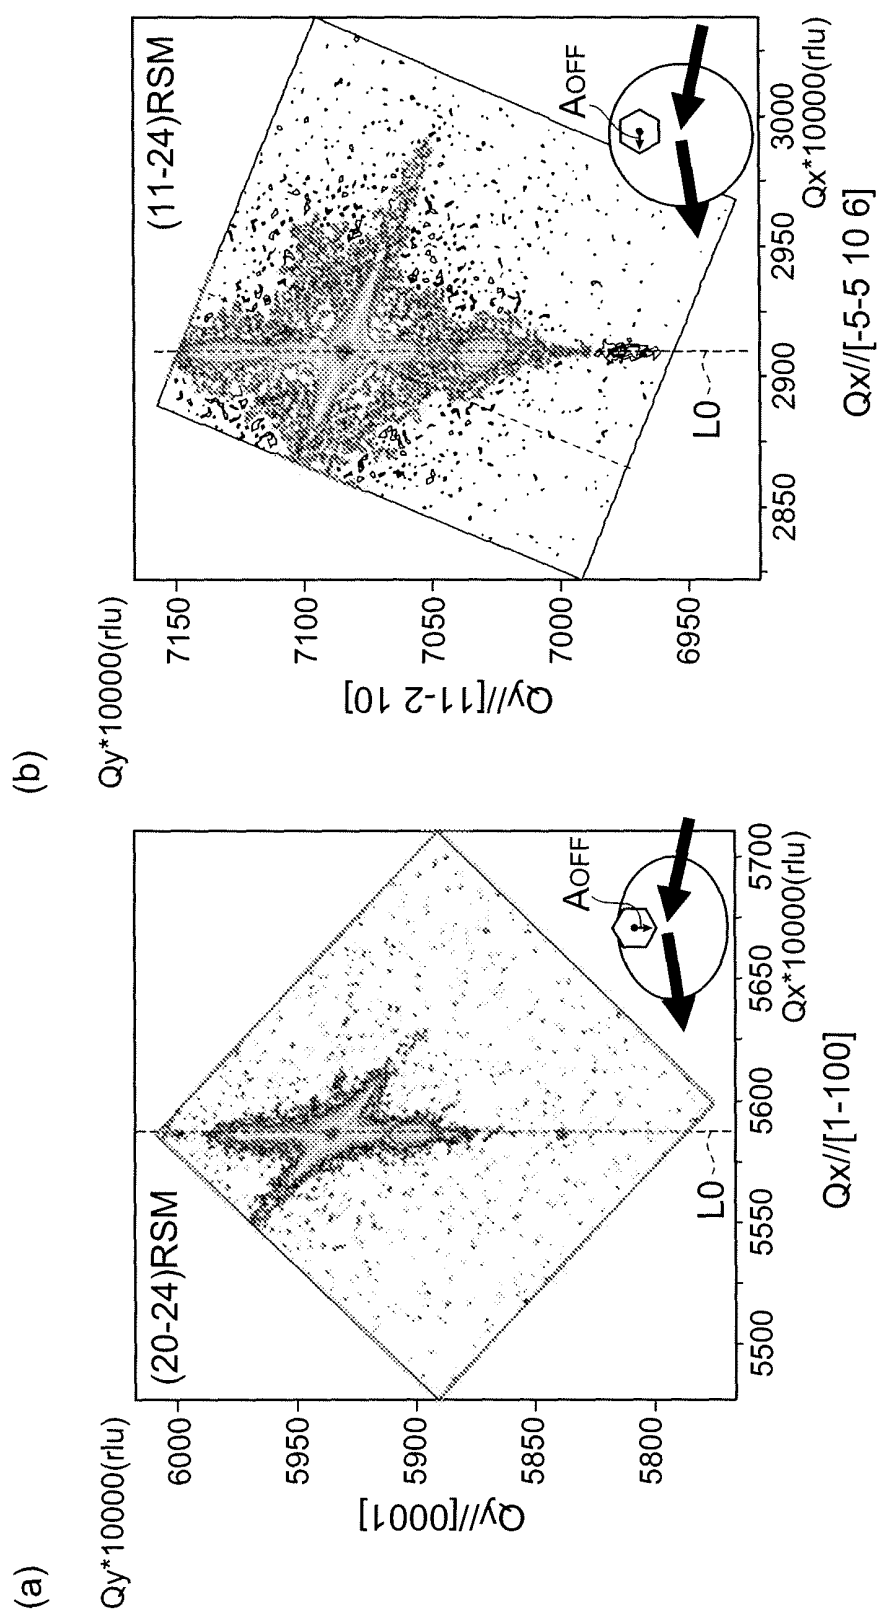 (a)
Qy*10000(rlu)
(20-24)RSM
6000
5950
5900
5850
5800
Qy//[0001]
AOFF
L0
5500
5550
5600
5650
5700
Qx*10000(rlu)
Qx//[1-100]
(b)
Qy*10000(rlu)
(11-24)RSM
7150
7100
7050
7000
6950
Qy//[11-2 10]
AOFF
L0
2850
2900
2950
3000
Qx*10000(rlu)
Qx//[-5-5 10 6]